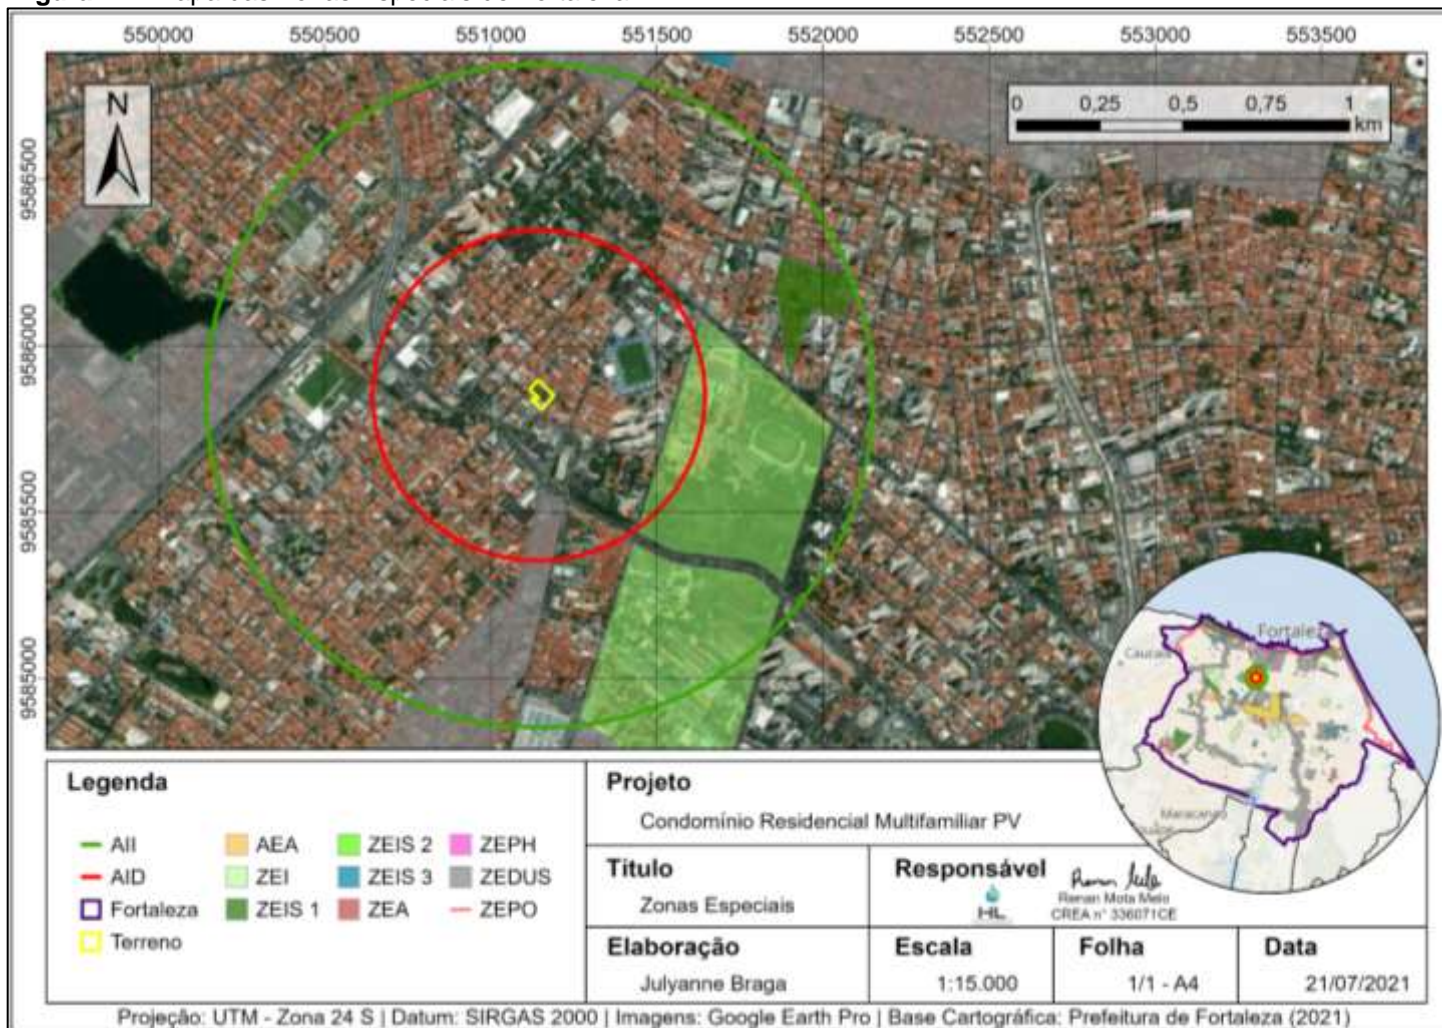 550000 550500 551000 551500 552000 552500 553000 553500
N
0 0,25 0,5 0,75 1
km
9586500
9586000
9585500
9585000
Fortaleza
Maracanaú
Legenda
AII
AID
Fortaleza
Terreno
AEA
ZEI
ZEIS 1
ZEIS 2
ZEIS 3
ZEA
ZEPH
ZEDUS
ZEPO
Projeto
Condomínio Residencial Multifamiliar PV
Título
Zonas Especiais
Responsável
HL
Renan Mota Melo
CREA n° 336071CE
Elaboração
Julyanne Braga
Escala
1:15.000
Folha
1/1 - A4
Data
21/07/2021
Projeção: UTM - Zona 24 S | Datum: SIRGAS 2000 | Imagens: Google Earth Pro | Base Cartográfica: Prefeitura de Fortaleza (2021)